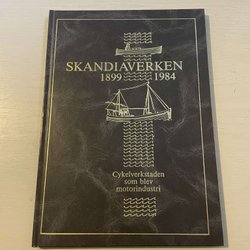 SKANDIAVERKEN
1899 1984
Cykelverkstaden
som blev
motorindustri